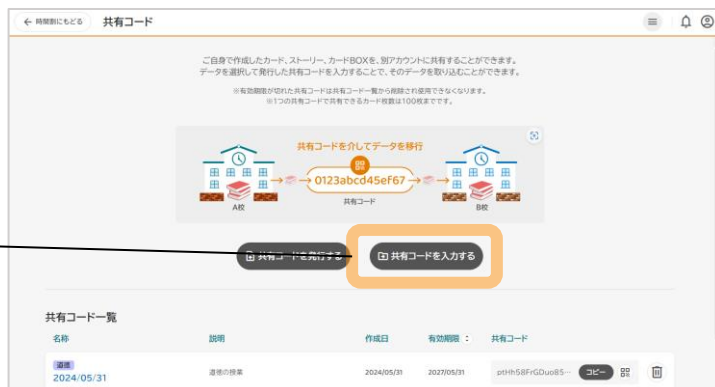 ← 時間割にもどる 共有コード
ご自身で作成したカード、ストーリー、カードBOXを、別アカウントに共有することができます。
データを選択して発行した共有コードを入力することで、そのデータを取り込むことができます。
※有効期限が切れた共有コードは共有コード一覧から削除され使用できなくなります。
※1つの共有コードで共有できるカード枚数は100枚までです。
共有コードを介してデータを移行
0123abcd45ef67
共有コード
A校
B校
共有コードを発行する 共有コードを入力する
共有コード一覧
名称 説明 作成日 有効期限 共有コード
道徳
2024/05/31 道徳の授業 2024/05/31 2027/05/31 ptHh58FrGDuo85… コピー